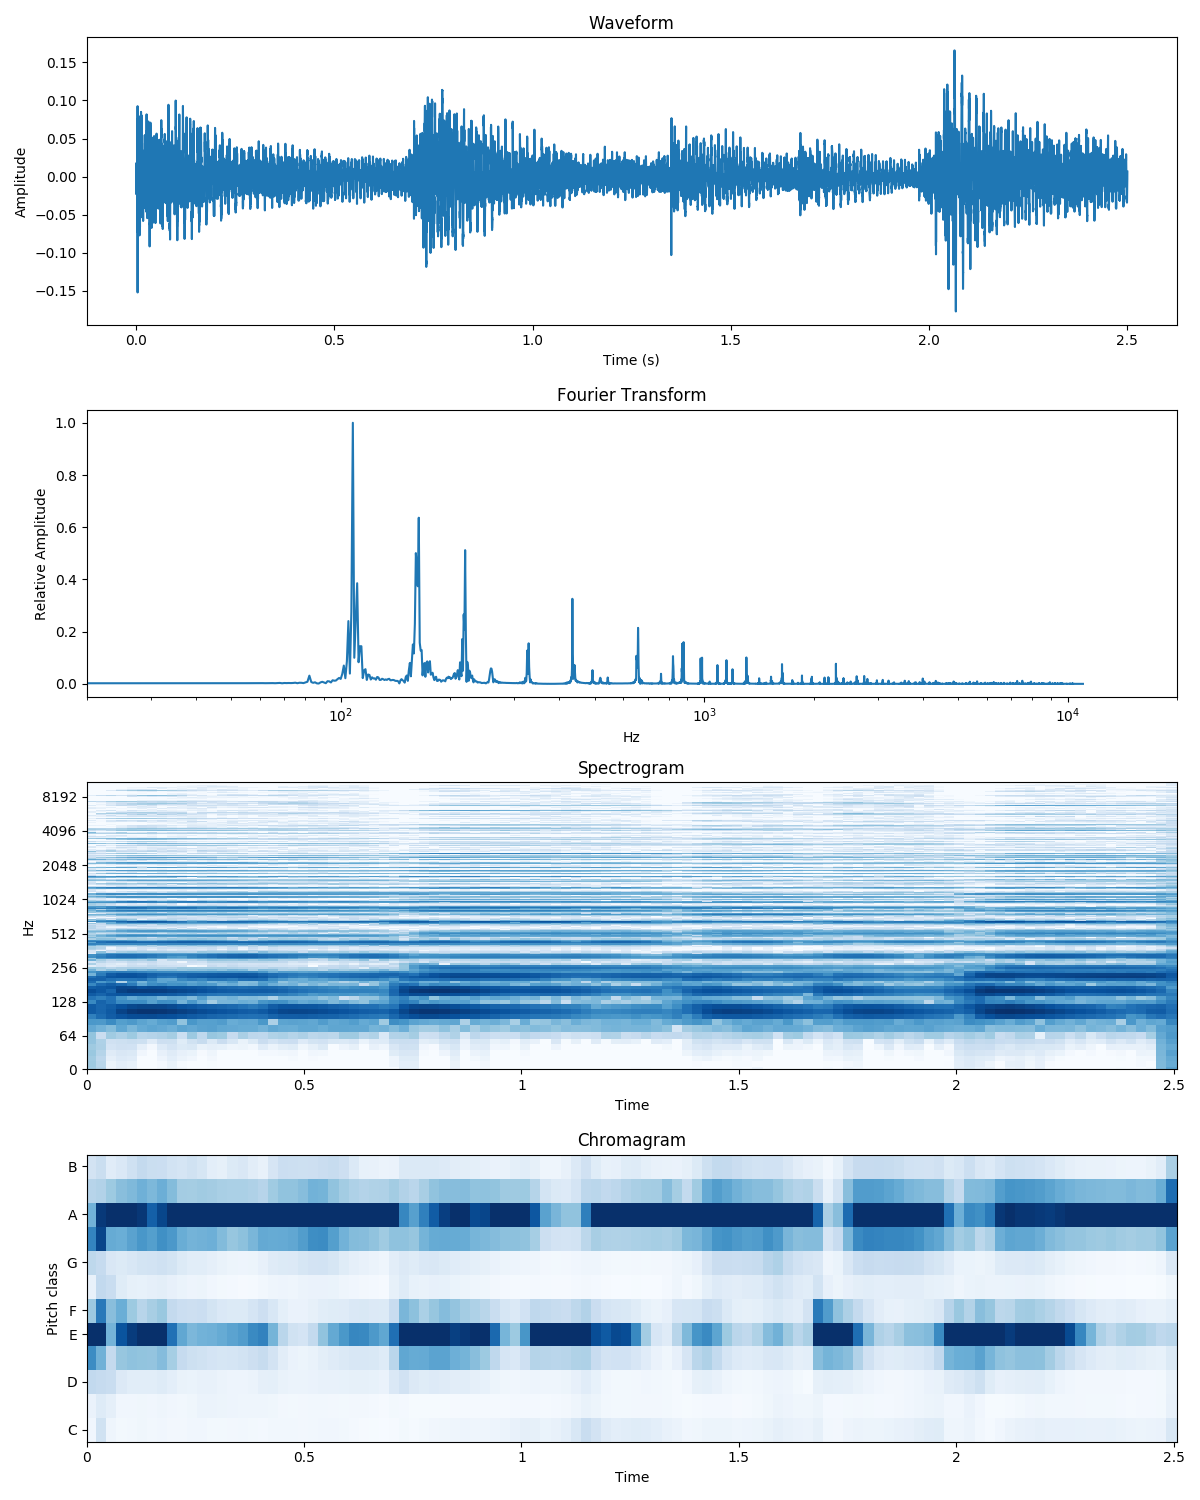 Waveform
0.15
0.10
0.05
0.00
−0.05
−0.10
−0.15
Amplitude
0.0 0.5 1.0 1.5 2.0 2.5
Time (s)
Fourier Transform
1.0
0.8
0.6
0.4
0.2
0.0
Relative Amplitude
10² 10³ 10⁴
Hz
Spectrogram
8192
4096
2048
1024
512
256
128
64
0
Hz
0 0.5 1 1.5 2 2.5
Time
Chromagram
B
A
G
F
E
D
C
Pitch class
0 0.5 1 1.5 2 2.5
Time